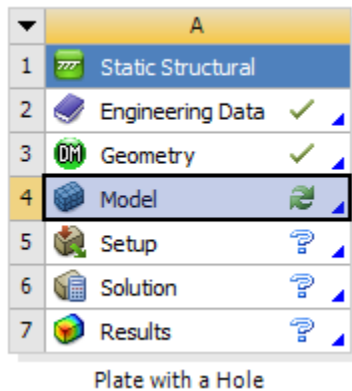 A
1 Static Structural
2 Engineering Data ✓
3 DM Geometry ✓
4 Model
5 Setup ?
6 Solution ?
7 Results ?
Plate with a Hole